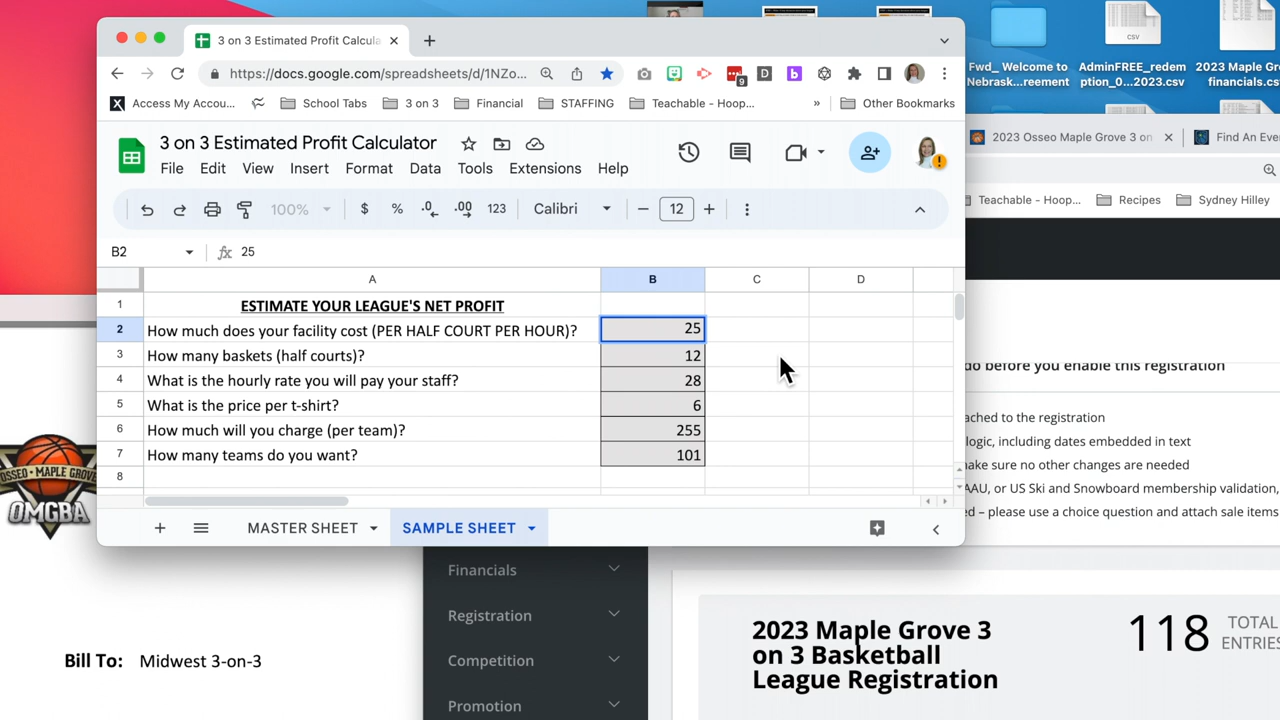 3 on 3 Estimated Profit Calcula
https://docs.google.com/spreadsheets/d/1NZo...
9
Access My Accou...
School Tabs
3 on 3
Financial
STAFFING
Teachable - Hoop...
»
Other Bookmarks
3 on 3 Estimated Profit Calculator
File Edit View Insert Format Data Tools Extensions Help
100% $ % .0 .00 123 Calibri 12
B2 fx 25
A B C D
1 ESTIMATE YOUR LEAGUE'S NET PROFIT
2 How much does your facility cost (PER HALF COURT PER HOUR)? 25
3 How many baskets (half courts)? 12
4 What is the hourly rate you will pay your staff? 28
5 What is the price per t-shirt? 6
6 How much will you charge (per team)? 255
7 How many teams do you want? 101
8
MASTER SHEET SAMPLE SHEET
Fwd_ Welcome to
Nebrask...reement
CSV
AdminFREE_redem
ption_0...2023.csv
2023 Maple Gro
financials.csv
2023 Osseo Maple Grove 3 on
Find An Eve
Teachable - Hoop...
Recipes
Sydney Hilley
do before you enable this registration
ached to the registration
logic, including dates embedded in text
ake sure no other changes are needed
AAU, or US Ski and Snowboard membership validation,
ed – please use a choice question and attach sale items
OSSEO - MAPLE GROVE
OMGBA
Bill To: Midwest 3-on-3
Financials
Registration
Competition
Promotion
2023 Maple Grove 3
on 3 Basketball
League Registration
118
TOTAL
ENTRIES